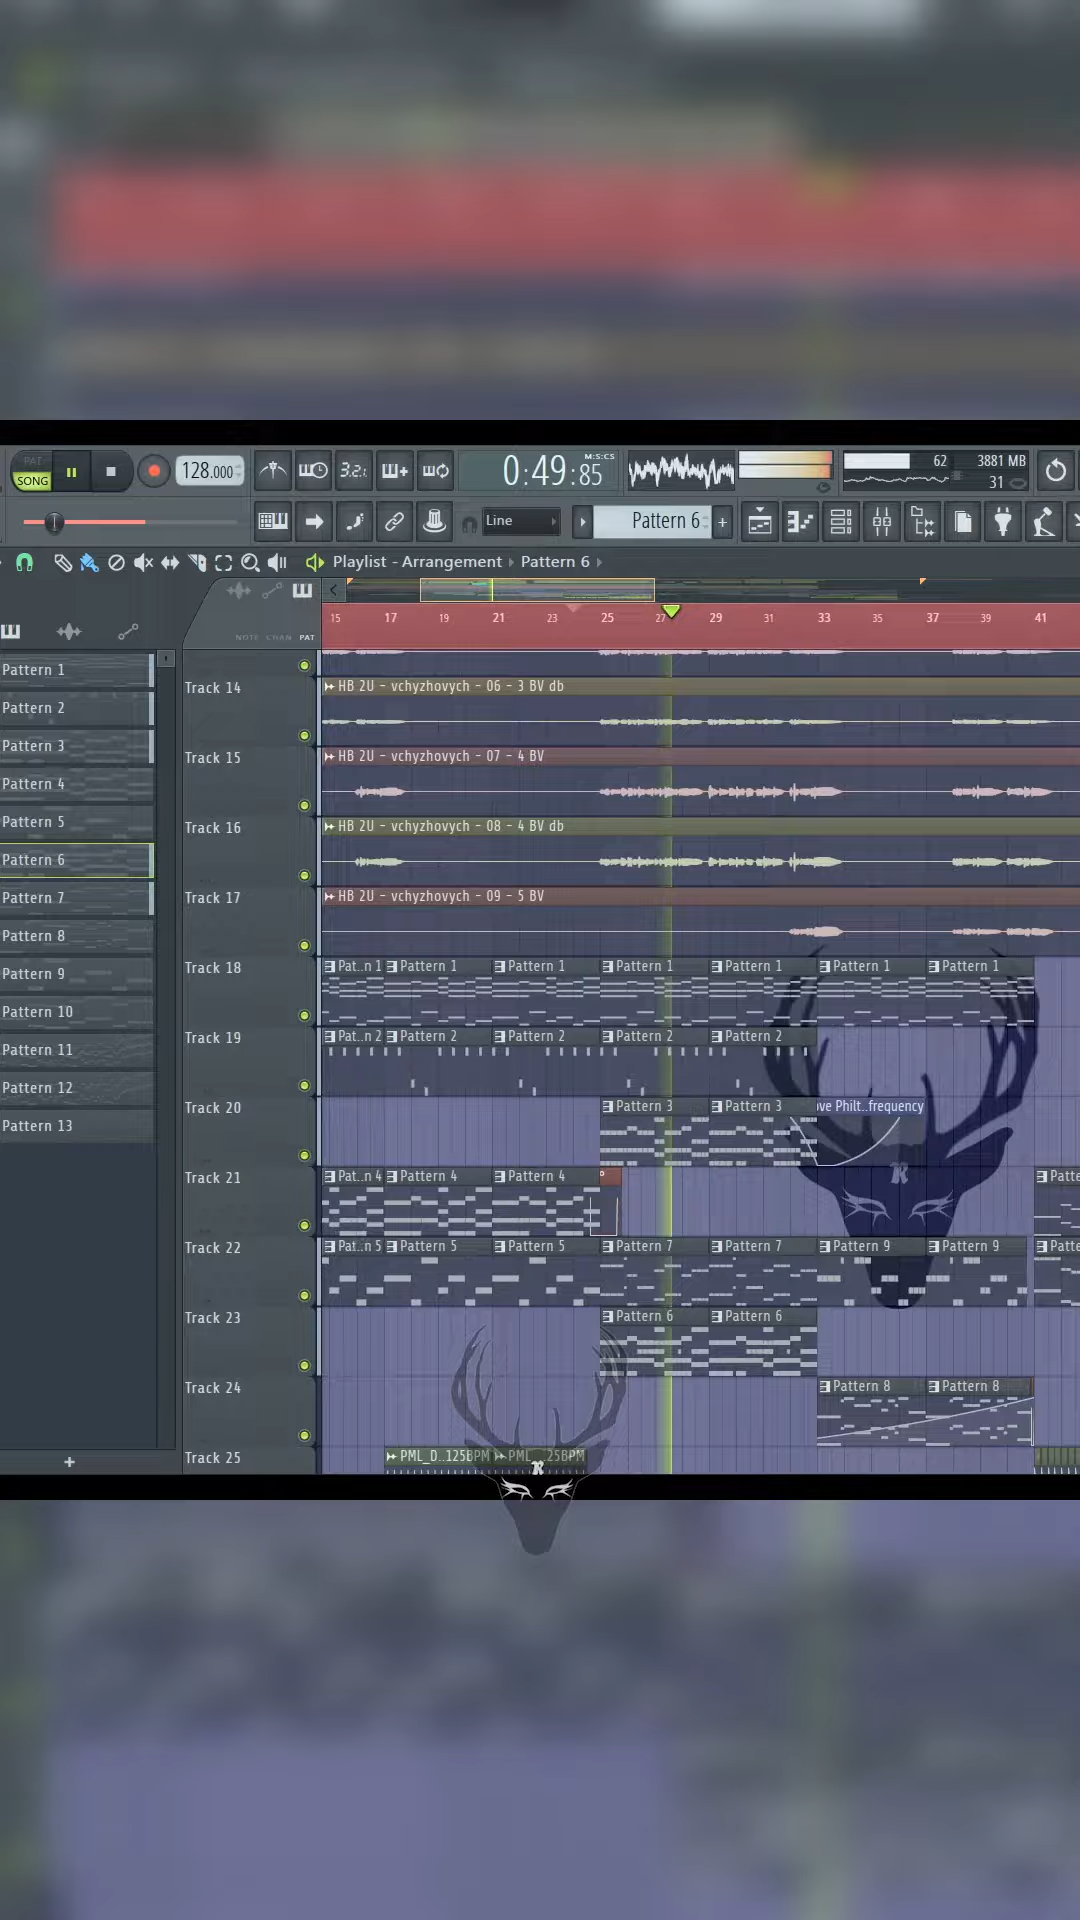 PAT
SONG
128.000
3.2.t
M:S:CS
0:49:85
62
3881 MB
31
Line
Pattern 6
Playlist - Arrangement › Pattern 6 ›
NOTE CHAN PAT
15 17 19 21 23 25 27 29 31 33 35 37 39 41
Pattern 1
Pattern 2
Pattern 3
Pattern 4
Pattern 5
Pattern 6
Pattern 7
Pattern 8
Pattern 9
Pattern 10
Pattern 11
Pattern 12
Pattern 13
Track 14
HB 2U - vchyzhovych - 06 - 3 BV db
Track 15
HB 2U - vchyzhovych - 07 - 4 BV
Track 16
HB 2U - vchyzhovych - 08 - 4 BV db
Track 17
HB 2U - vchyzhovych - 09 - 5 BV
Track 18
Pat..n 1 Pattern 1 Pattern 1 Pattern 1 Pattern 1 Pattern 1 Pattern 1
Track 19
Pat..n 2 Pattern 2 Pattern 2 Pattern 2 Pattern 2
Track 20
Pattern 3 Pattern 3 ve Philt..frequency
Track 21
Pat..n 4 Pattern 4 Pattern 4 Patte
Track 22
Pat..n 5 Pattern 5 Pattern 5 Pattern 7 Pattern 7 Pattern 9 Pattern 9 Patte
Track 23
Pattern 6 Pattern 6
Track 24
Pattern 8 Pattern 8
Track 25
PML_D..125BPM PML_..25BPM